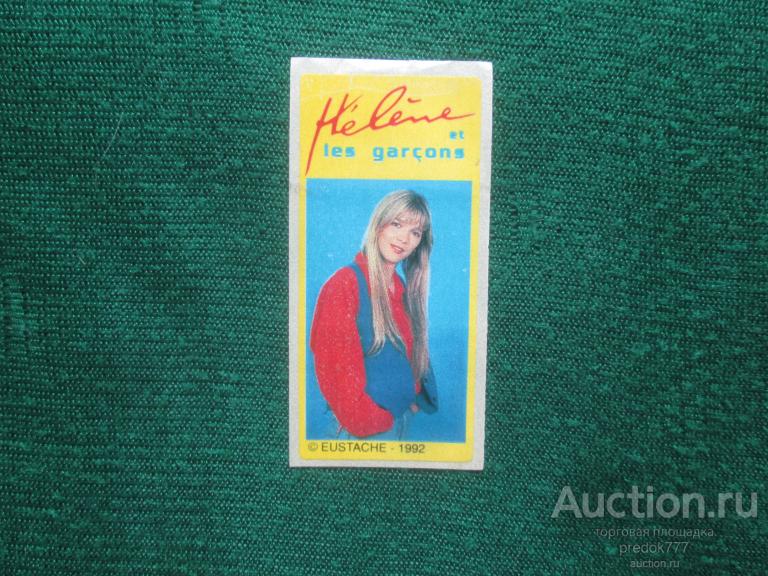 Hélène
et
les garçons
© EUSTACHE - 1992
Auction.ru
торговая площадка
predok777
auction.ru